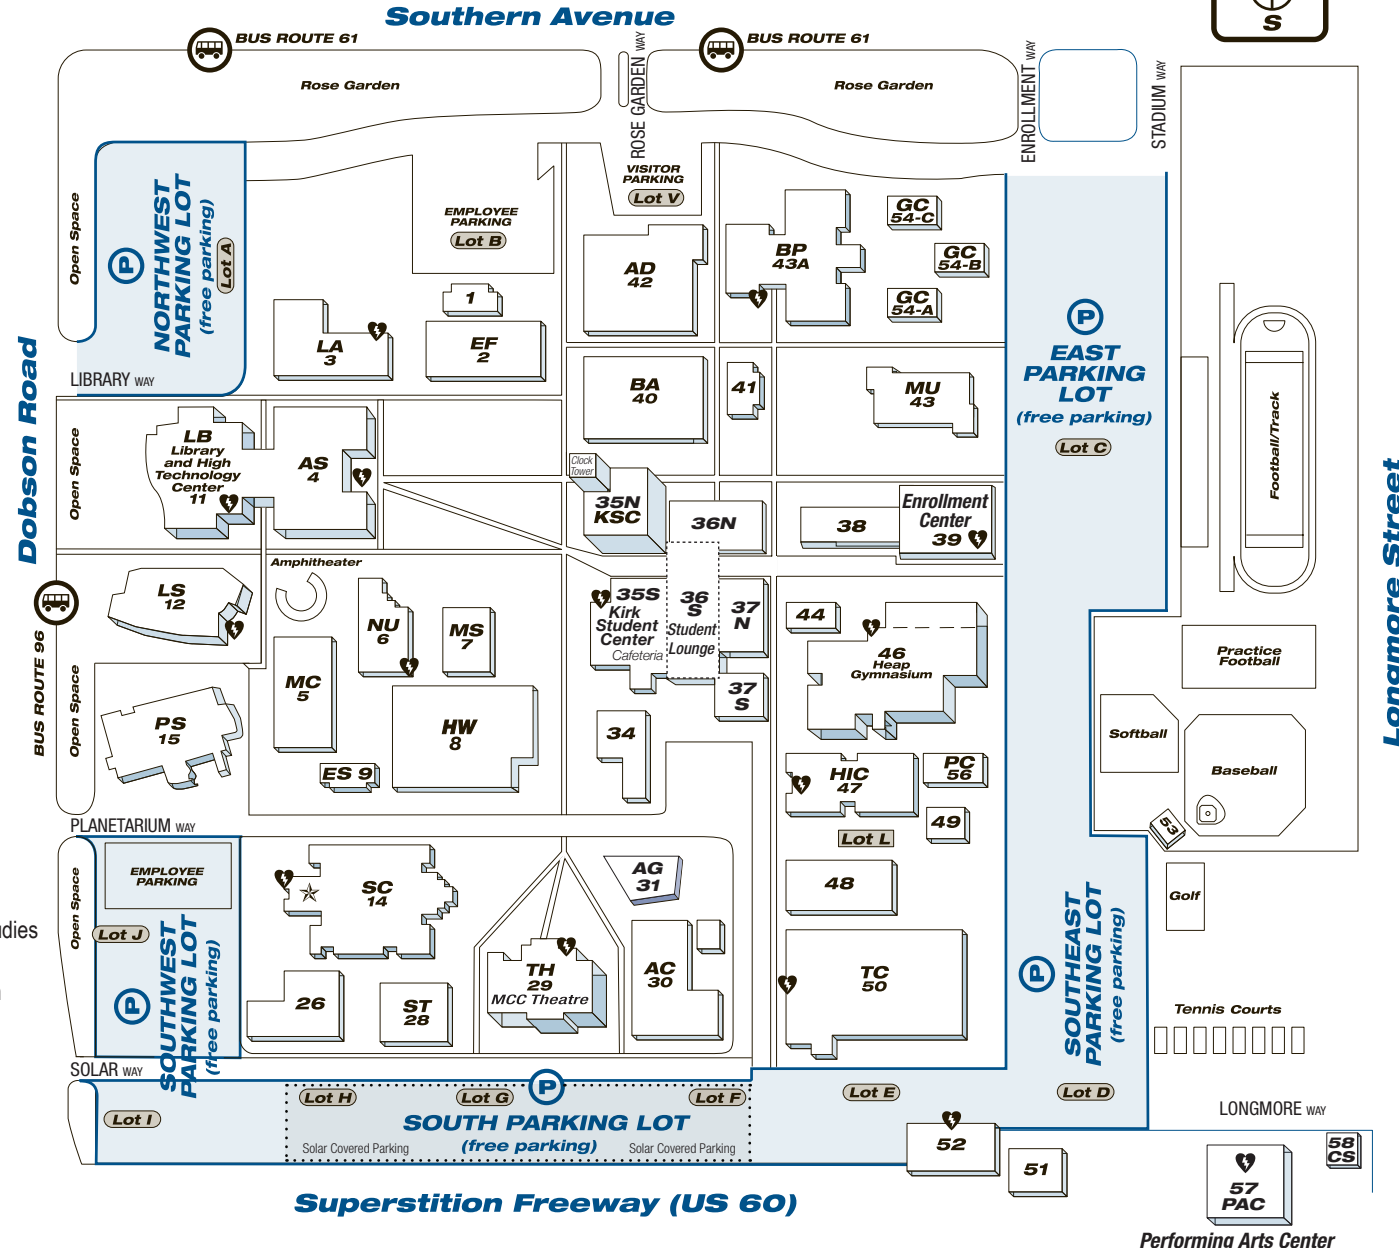 Southern Avenue
S
BUS ROUTE 61
BUS ROUTE 61
Rose Garden
Rose Garden
ROSE GARDEN WAY
ENROLLMENT WAY
STADIUM WAY
Open Space
NORTHWEST
PARKING LOT
(free parking)
Lot A
P
EMPLOYEE
PARKING
Lot B
VISITOR
PARKING
Lot V
AD
42
BP
43A
GC
54-C
GC
54-B
GC
54-A
1
LA
3
EF
2
LIBRARY WAY
Dobson Road
BA
40
41
MU
43
P
EAST
PARKING
LOT
(free parking)
Lot C
Football/Track
Longmore Street
Open Space
LB
Library
and High
Technology
Center
11
AS
4
Clock
Tower
35N
KSC
36N
38
Enrollment
Center
39
Amphitheater
LS
12
BUS ROUTE 96
NU
6
MS
7
35S
Kirk
Student
Center
Cafeteria
36
S
Student
Lounge
37
N
37
S
44
46
Heap
Gymnasium
Practice
Football
Open Space
PS
15
MC
5
HW
8
ES 9
34
HIC
47
PC
56
49
Lot L
Softball
Baseball
53
PLANETARIUM WAY
EMPLOYEE
PARKING
Open Space
Lot J
SOUTHWEST
PARKING LOT
(free parking)
P
SC
14
AG
31
48
Golf
26
ST
28
TH
29
MCC Theatre
AC
30
TC
50
P
SOUTHEAST
PARKING LOT
(free parking)
Tennis Courts
udies
SOLAR WAY
Lot I
Lot H
Lot G
P
Lot F
Lot E
Lot D
SOUTH PARKING LOT
(free parking)
Solar Covered Parking
Solar Covered Parking
LONGMORE WAY
52
51
58
CS
57
PAC
Superstition Freeway (US 60)
Performing Arts Center